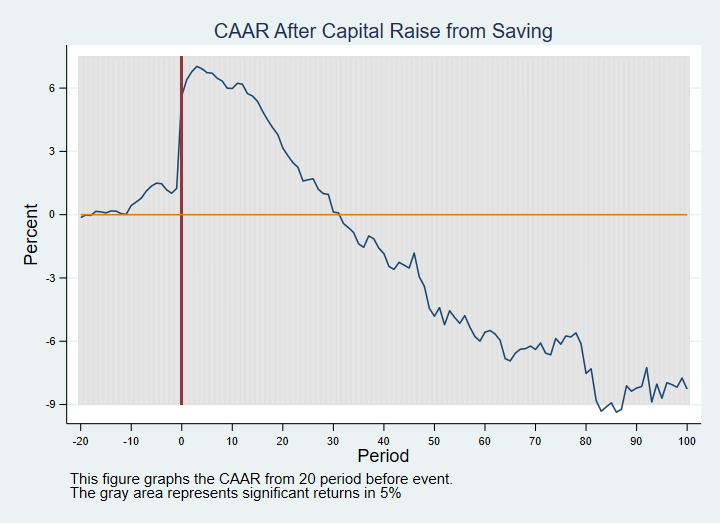 CAAR After Capital Raise from Saving
Percent
6
3
0
-3
-6
-9
-20 -10 0 10 20 30 40 50 60 70 80 90 100
Period
This figure graphs the CAAR from 20 period before event.
The gray area represents significant returns in 5%